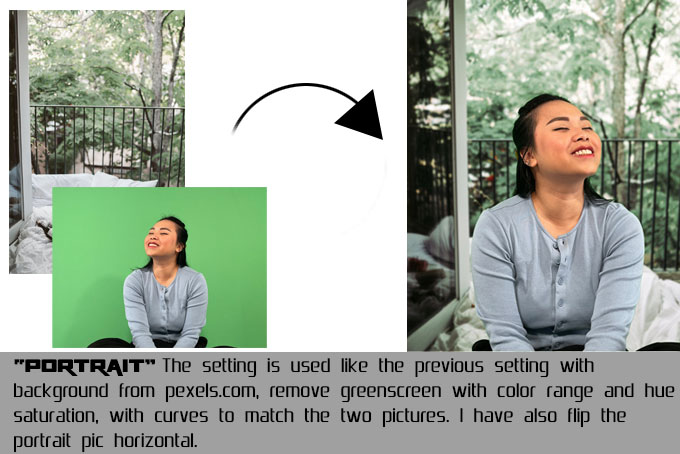 "PORTRAIT" The setting is used like the previous setting with
background from pexels.com, remove greenscreen with color range and hue
saturation, with curves to match the two pictures. I have also flip the
portrait pic horizontal.